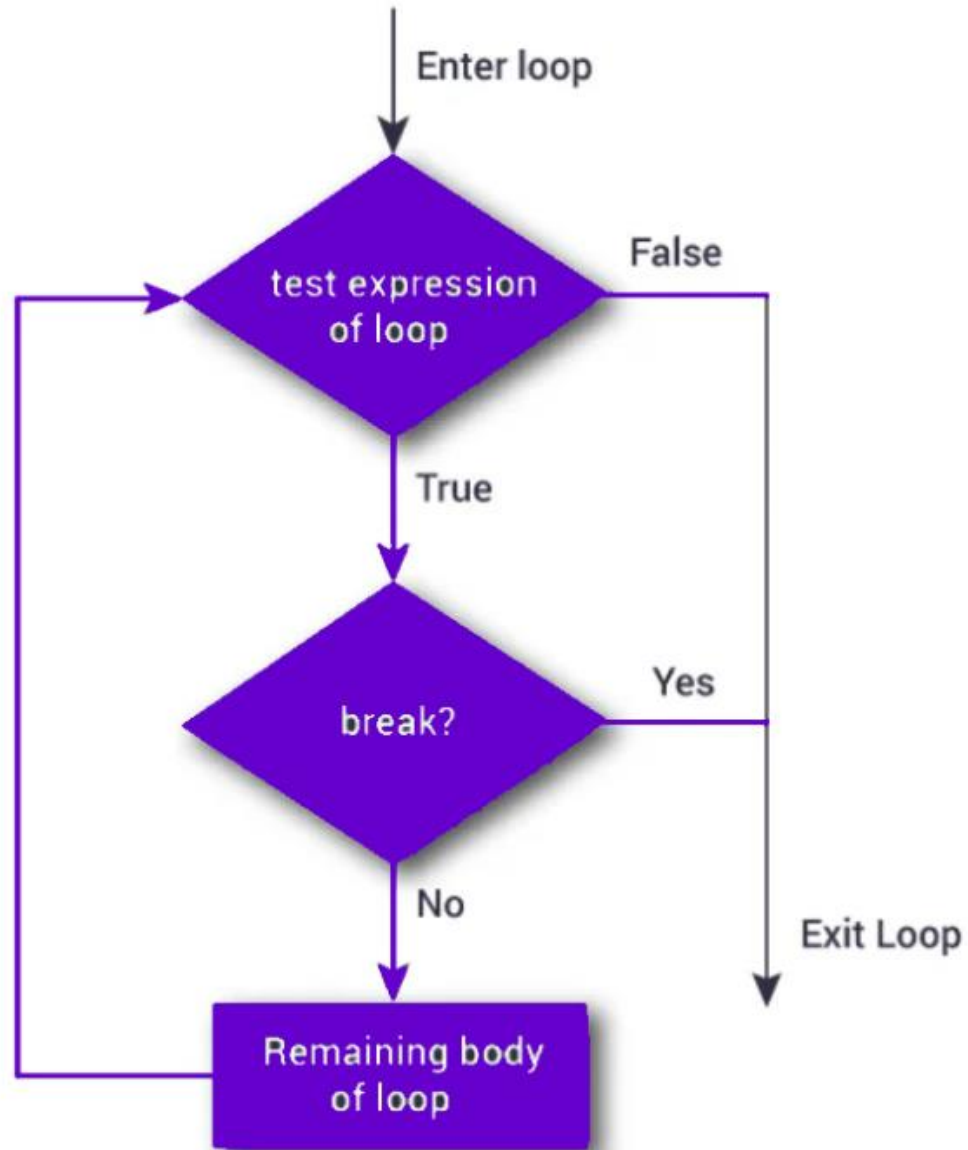 Enter loop
False
test expression
of loop
True
Yes
break?
No
Exit Loop
Remaining body
of loop